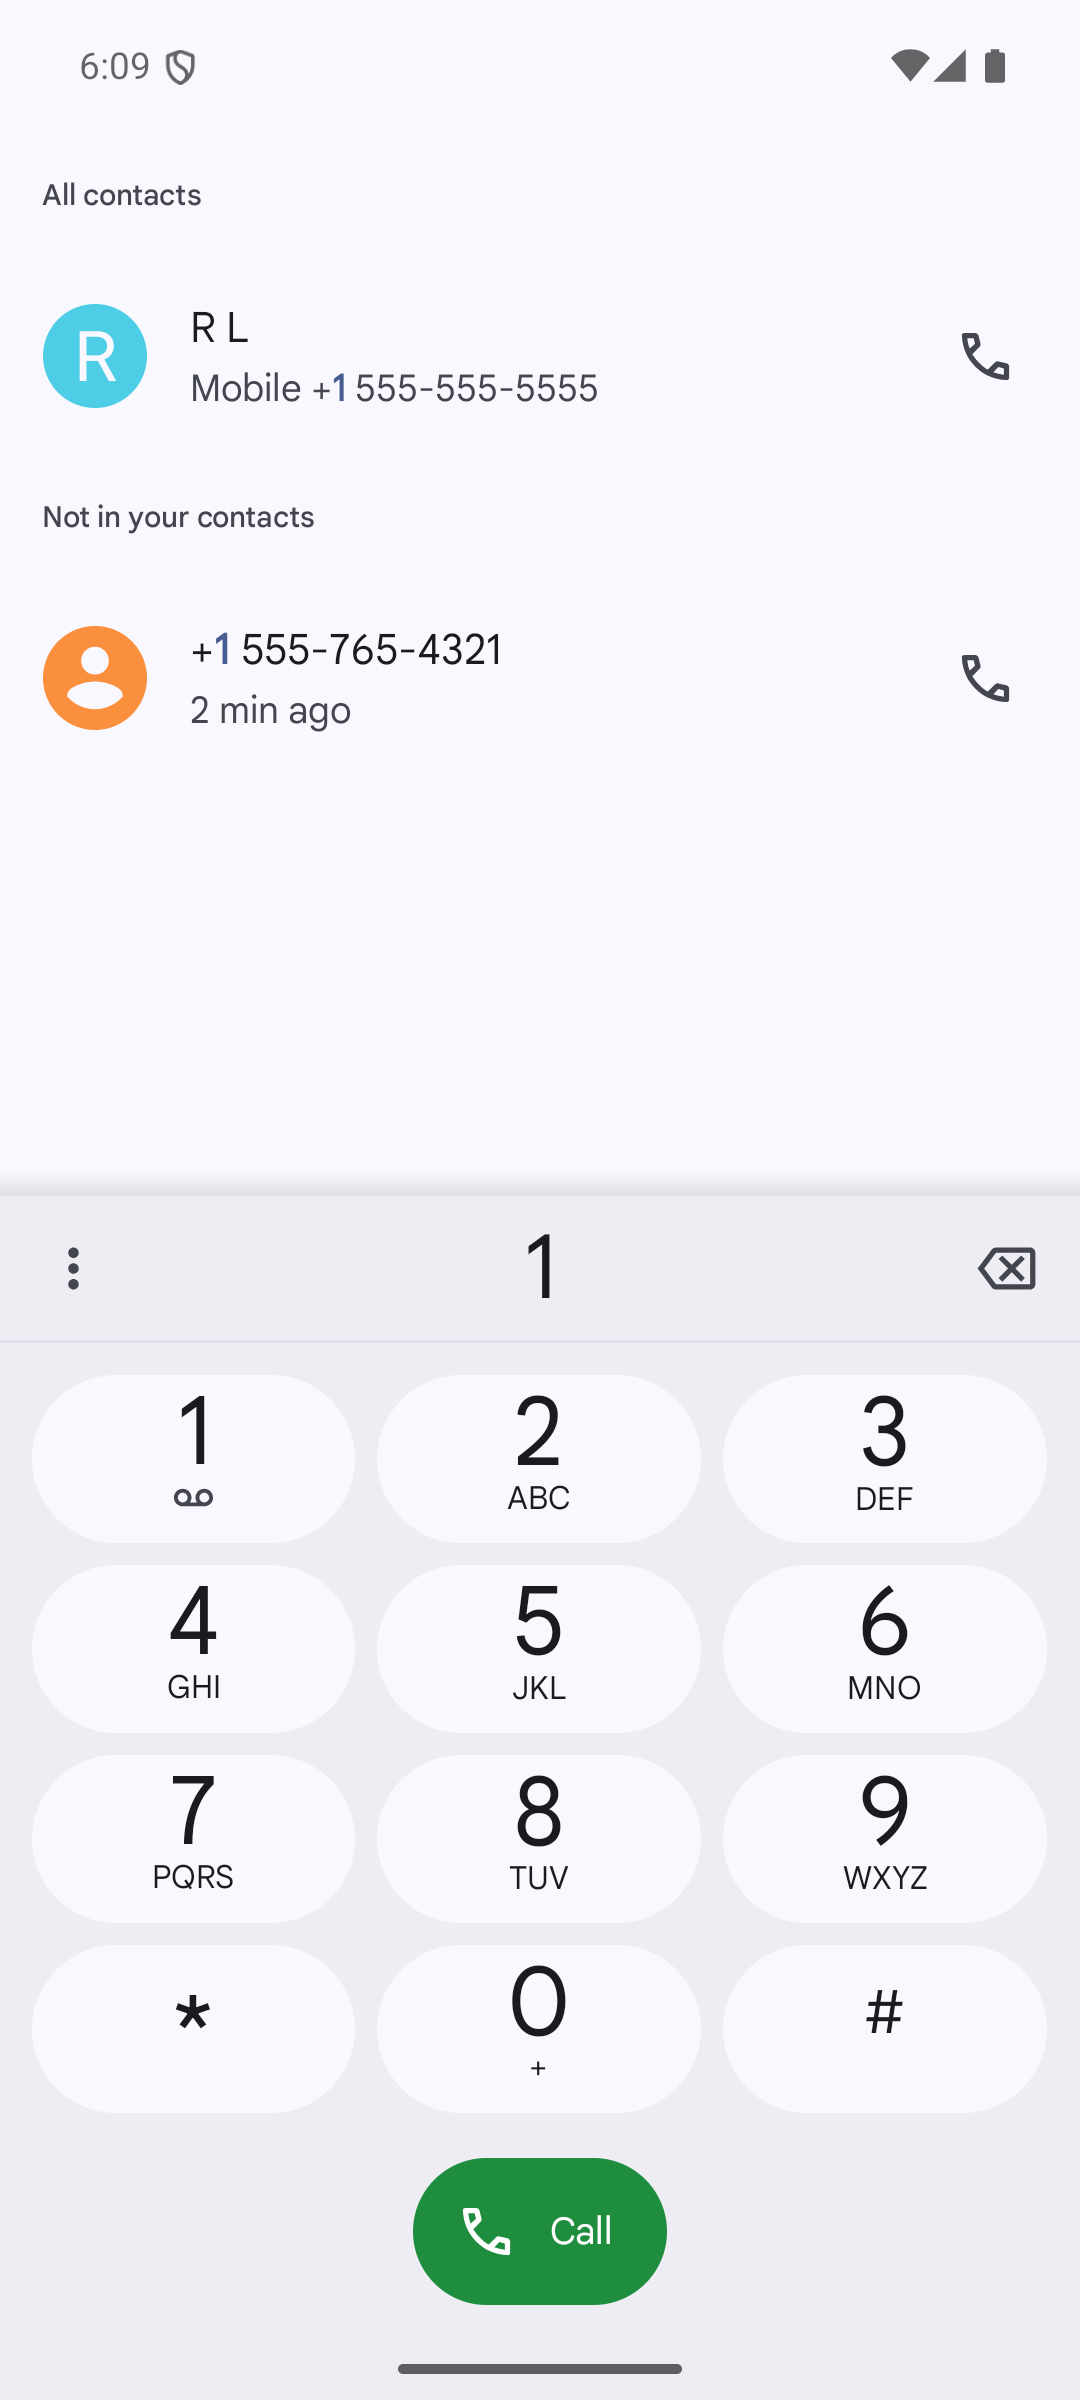 6:09
All contacts
R
R L
Mobile +1 555-555-5555
Not in your contacts
+1 555-765-4321
2 min ago
1
1
2
ABC
3
DEF
4
GHI
5
JKL
6
MNO
7
PQRS
8
TUV
9
WXYZ
*
0
+
#
Call